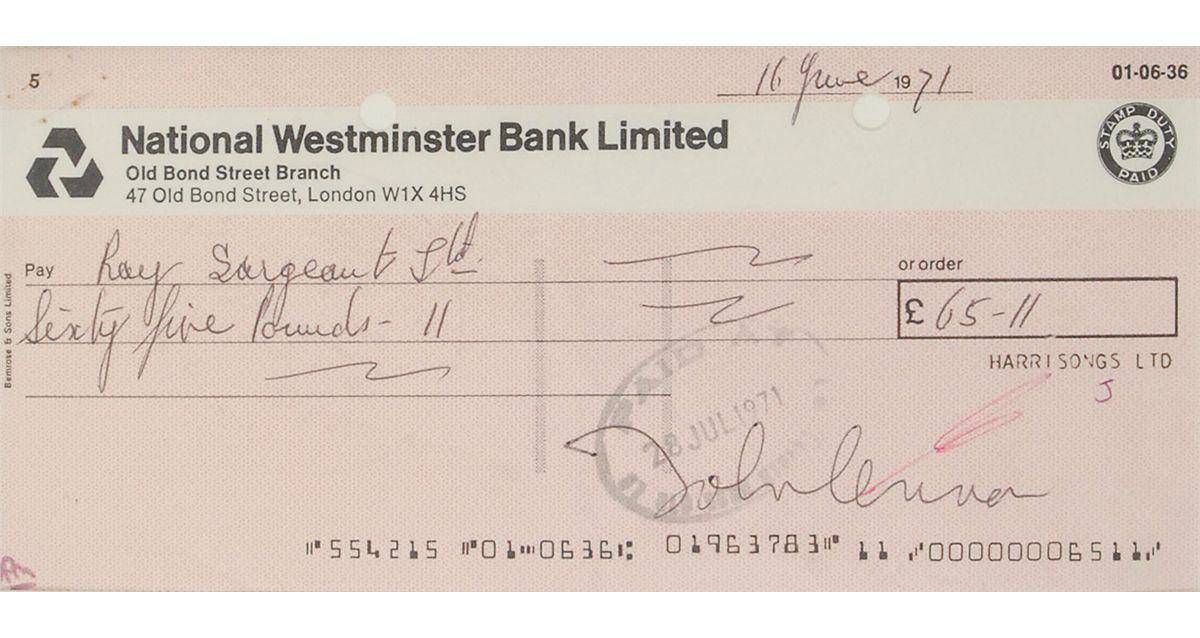 5
16 June 1971
01-06-36
National Westminster Bank Limited
Old Bond Street Branch
47 Old Bond Street, London W1X 4HS
STAMP DUTY PAID
Pay Ray Sargeant Ltd. or order
Sixty five Pounds - 11
£ 65-11
HARRISONGS LTD
J
Bemrose & Sons Limited
PAID
28 JUL 1971
John Lennon
554215 01 0636 01963783 11 0000006511